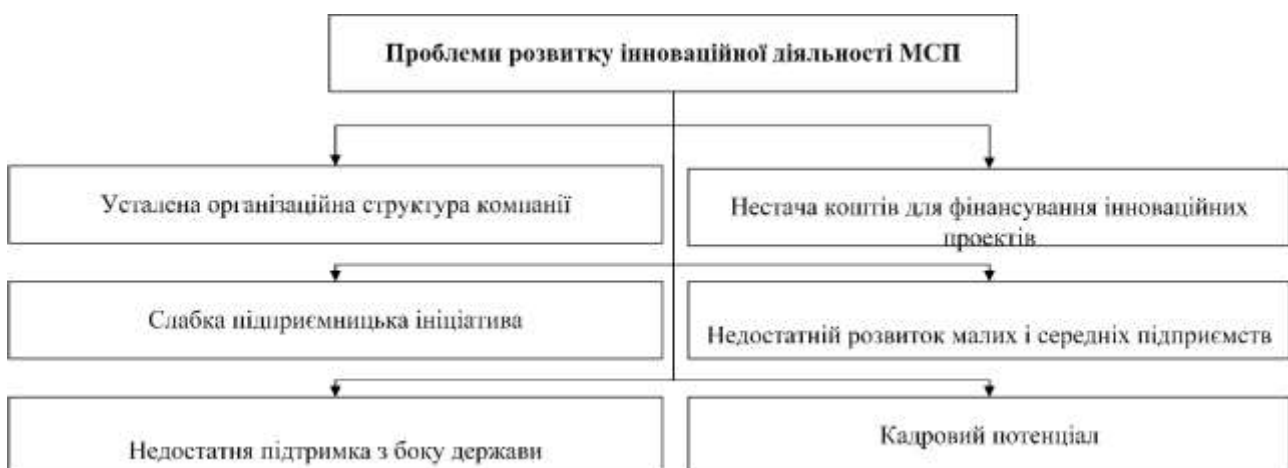 Проблеми розвитку інноваційної діяльності МСП
Усталена організаційна структура компанії
Нестача коштів для фінансування інноваційних
проектів
Слабка підприємницька ініціатива
Недостатній розвиток малих і середніх підприємств
Недостатня підтримка з боку держави
Кадровий потенціал